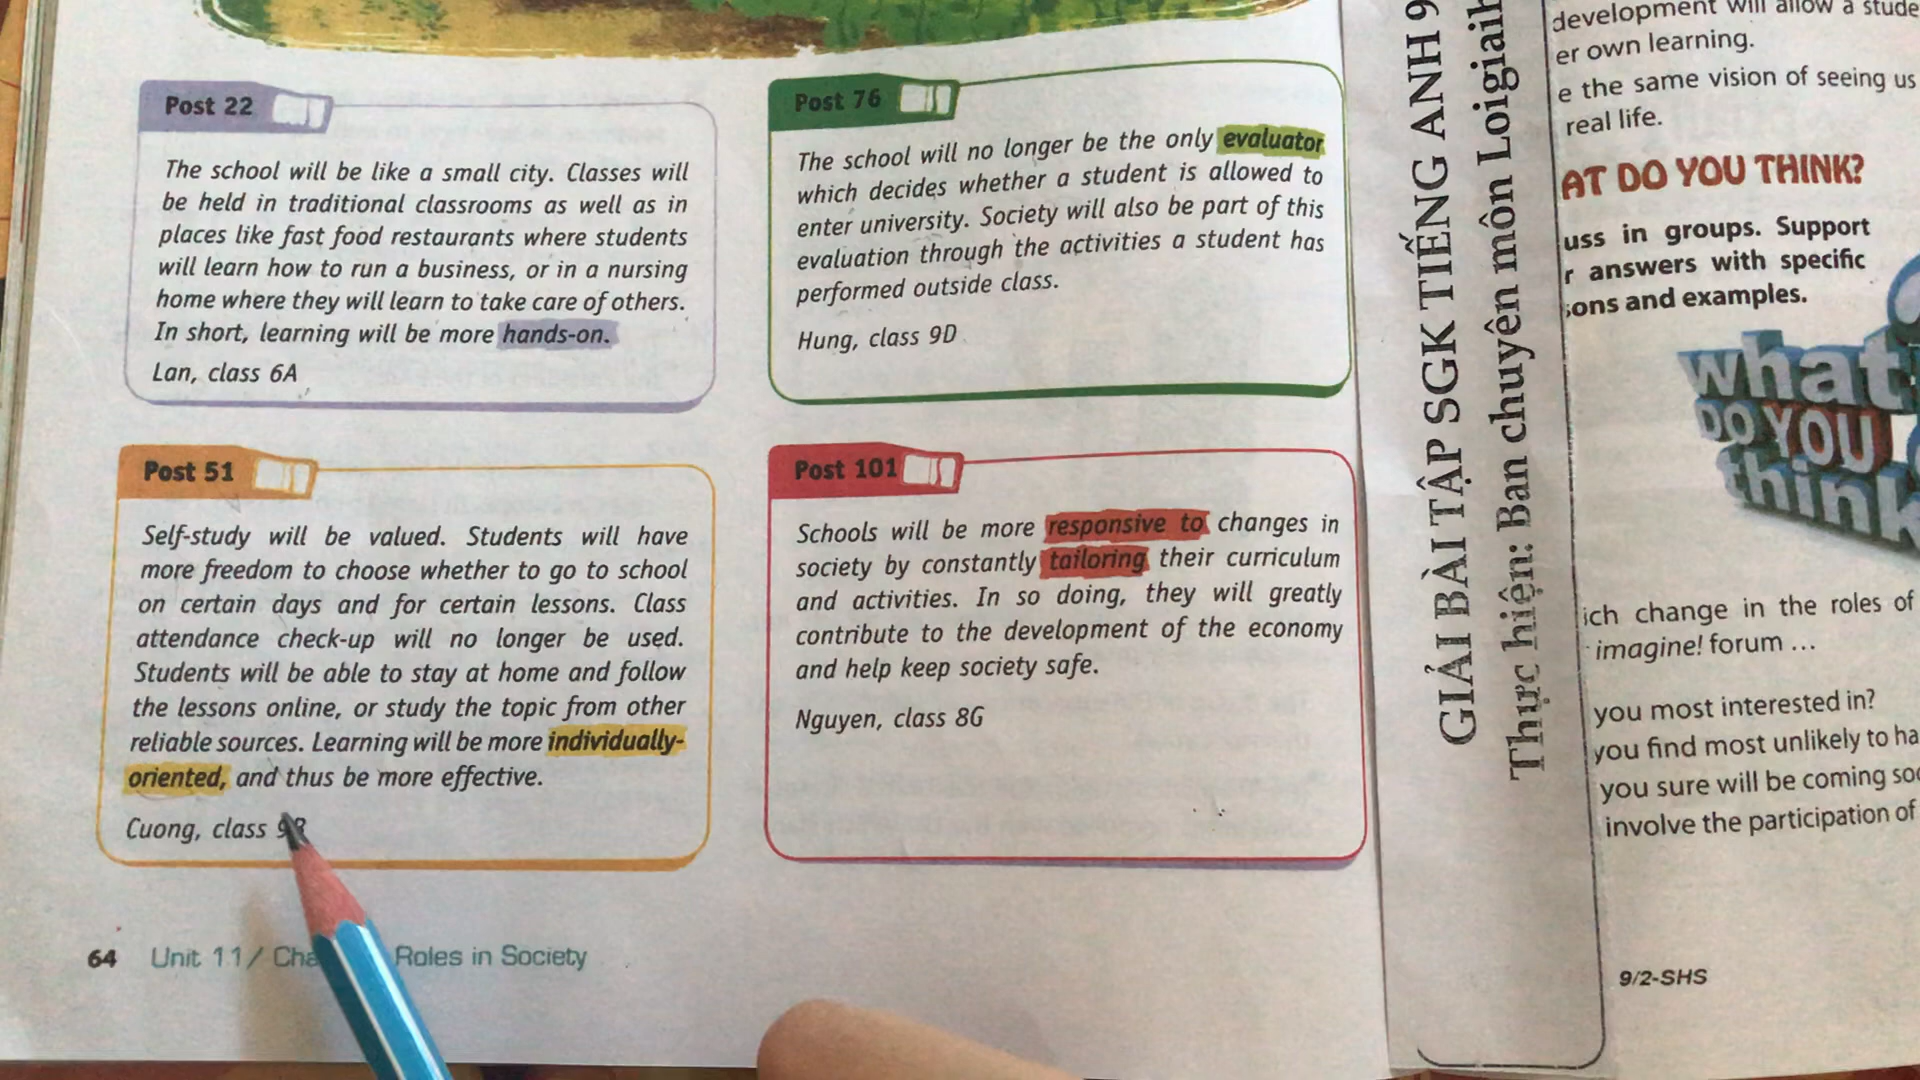 Post 22
The school will be like a small city. Classes will
be held in traditional classrooms as well as in
places like fast food restaurants where students
will learn how to run a business, or in a nursing
home where they will learn to take care of others.
In short, learning will be more hands-on.
Lan, class 6A
Post 76
The school will no longer be the only evaluator
which decides whether a student is allowed to
enter university. Society will also be part of this
evaluation through the activities a student has
performed outside class.
Hung, class 9D
Post 51
Self-study will be valued. Students will have
more freedom to choose whether to go to school
on certain days and for certain lessons. Class
attendance check-up will no longer be used.
Students will be able to stay at home and follow
the lessons online, or study the topic from other
reliable sources. Learning will be more individually-
oriented, and thus be more effective.
Cuong, class
Post 101
Schools will be more responsive to changes in
society by constantly tailoring their curriculum
and activities. In so doing, they will greatly
contribute to the development of the economy
and help keep society safe.
Nguyen, class 8G
64 Unit 11/ Roles in Society
GIẢI BÀI TẬP SGK TIẾNG ANH 9
Thực hiện: Ban chuyên môn
development will allow a
er own learning.
e the same vision of seeing us
real life.
AT DO YOU THINK?
uss in groups. Support
r answers with specific
sons and examples.
what
DO YOU
think
ich change in the roles of
imagine! forum ...
you most interested in?
you find most unlikely to
you sure will be coming
involve the participation of
9/2-SHS